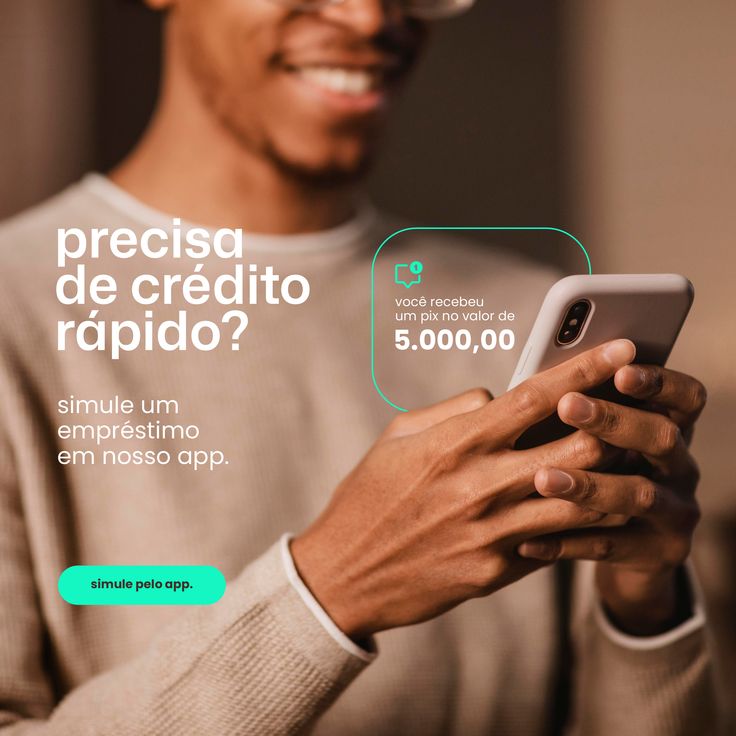 precisa
de crédito
rápido?
1
você recebeu
um pix no valor de
5.000,00
simule um
empréstimo
em nosso app.
simule pelo app.